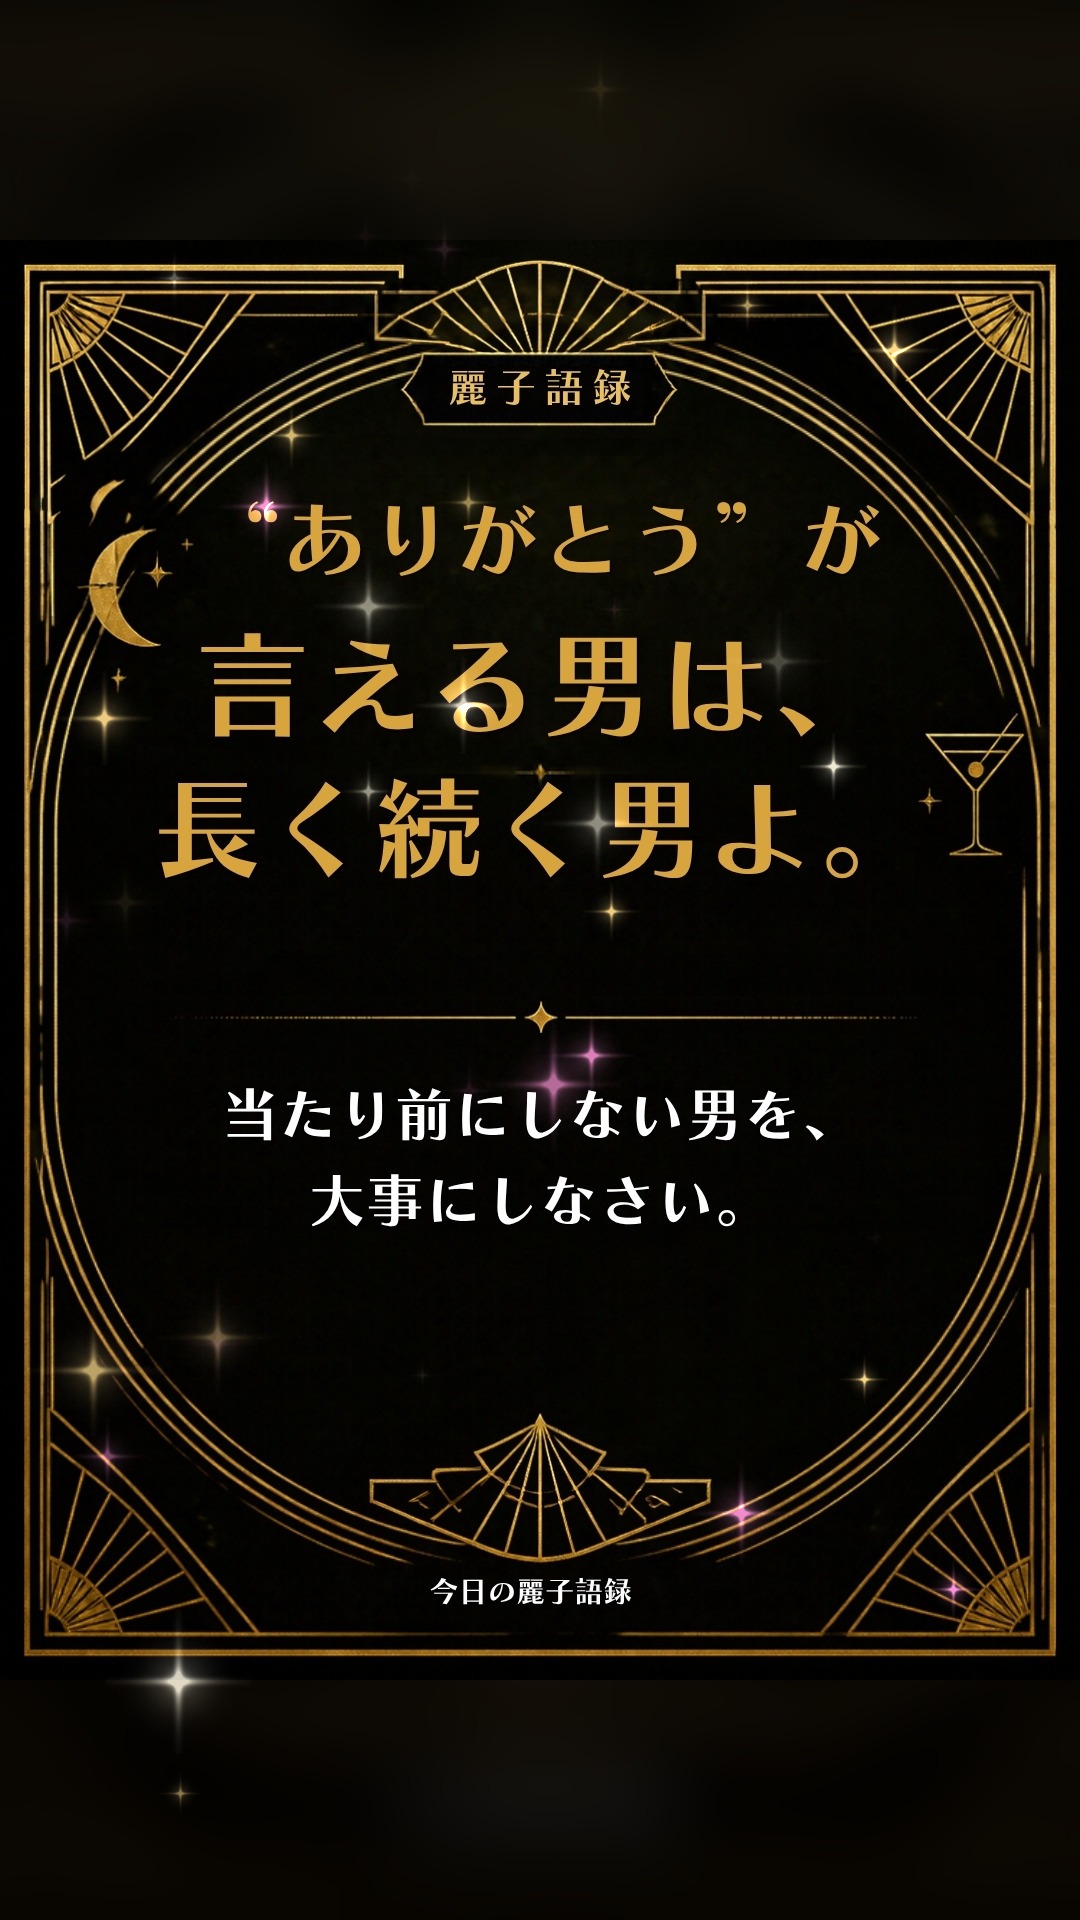 麗子語録
“ありがとう” が
言える男は、
長く続く男よ。
当たり前にしない男を、
大事にしなさい。
今日の麗子語録